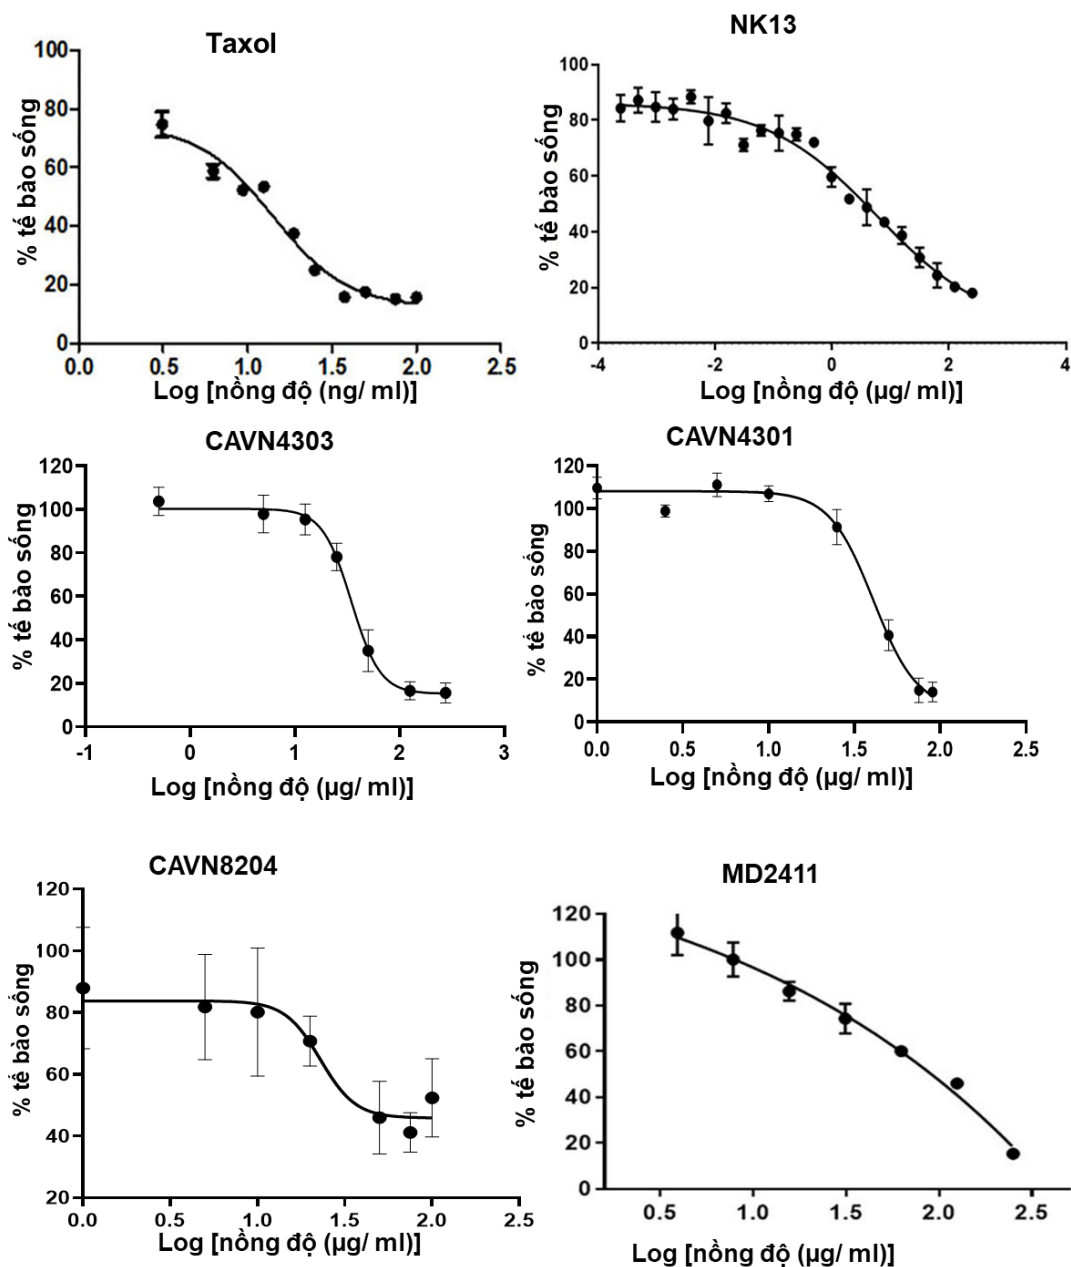 Taxol
100
80
60
40
20
0
% tế bào sống
0.0 0.5 1.0 1.5 2.0 2.5
Log [nồng độ (ng/ ml)]
NK13
100
80
60
40
20
0
% tế bào sống
-4 -2 0 2 4
Log [nồng độ (µg/ ml)]
CAVN4303
120
100
80
60
40
20
0
% tế bào sống
-1 0 1 2 3
Log [nồng độ (µg/ ml)]
CAVN4301
120
100
80
60
40
20
0
% tế bào sống
0.0 0.5 1.0 1.5 2.0 2.5
Log [nồng độ (µg/ ml)]
CAVN8204
120
100
80
60
40
20
% tế bào sống
0.0 0.5 1.0 1.5 2.0 2.5
Log [nồng độ (µg/ ml)]
MD2411
120
100
80
60
40
20
0
% tế bào sống
0.5 1.0 1.5 2.0 2.5
Log [nồng độ (µg/ ml)]